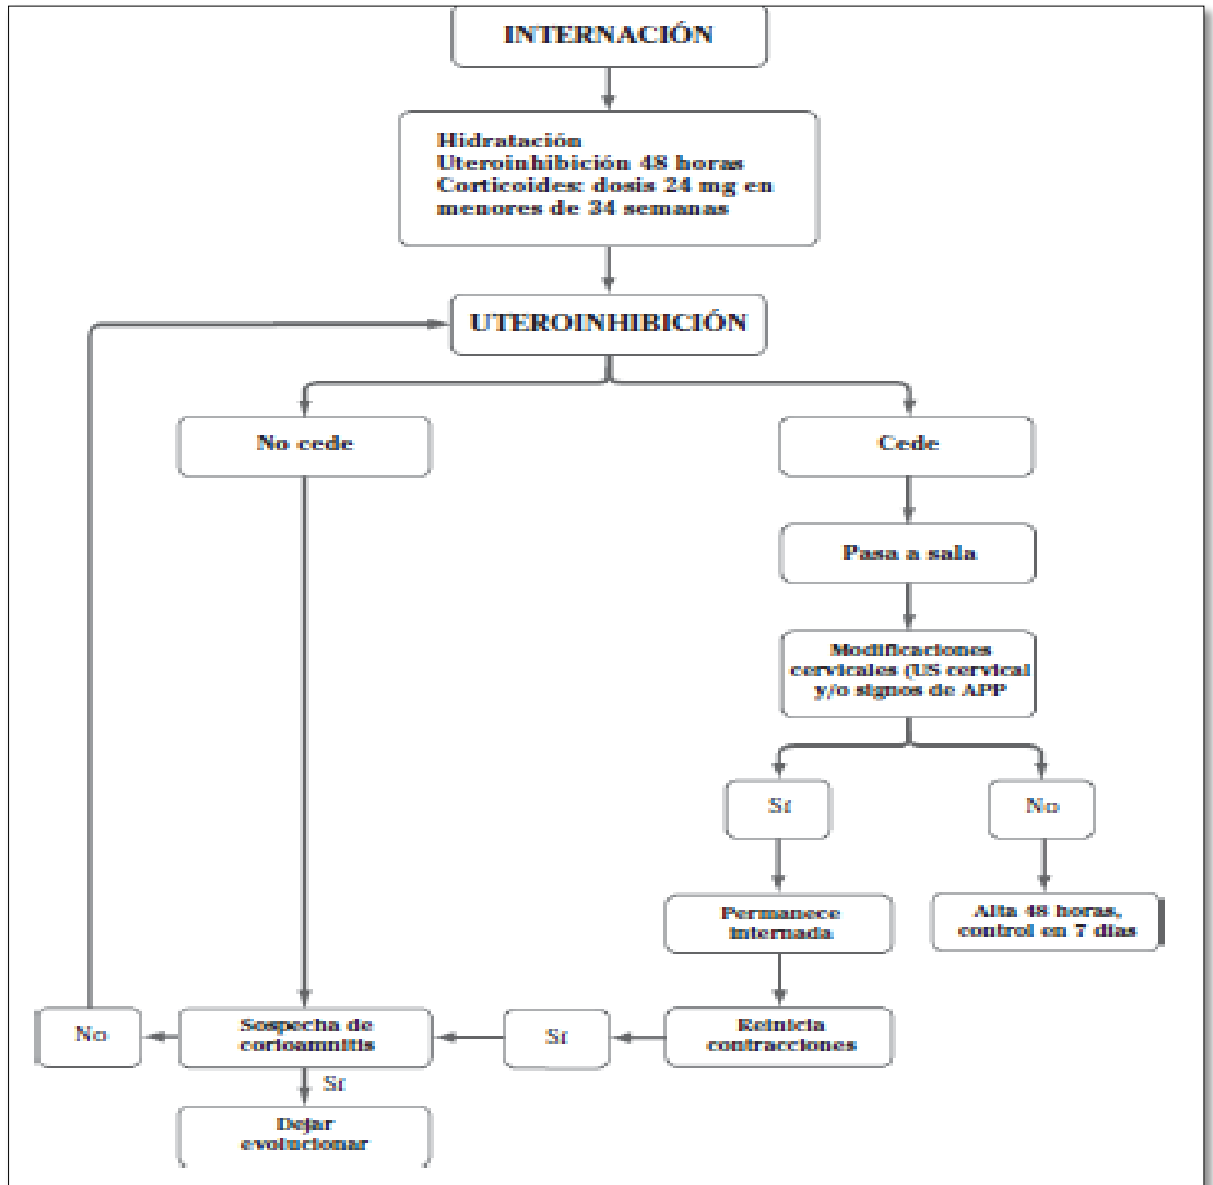 INTERNACIÓN
Hidratación
Uteroinhibición 48 horas
Corticoides: dosis 24 mg en
menores de 34 semanas
UTEROINHIBICIÓN
No cede
Cede
Pasa a sala
Modificaciones
cervicales (US cervical
y/o signos de APP
Sí
No
Permanece
internada
Alta 48 horas,
control en 7 días
No
Sospecha de
corioamnitis
Sí
Reinicia
contracciones
Sí
Dejar
evolucionar